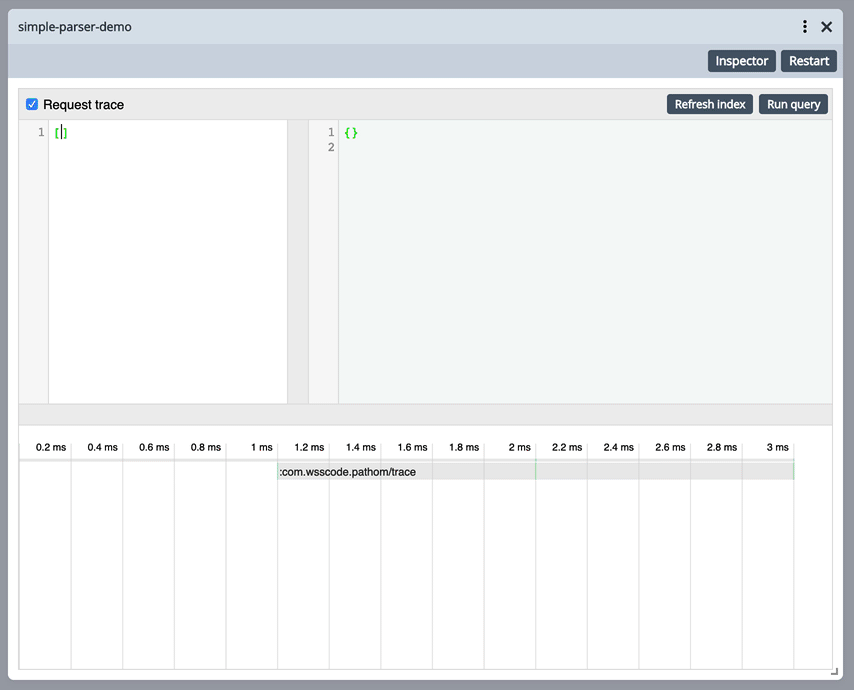 simple-parser-demo
Inspector Restart
Request trace Refresh index Run query
1 [] 1 {}
2
0.2 ms 0.4 ms 0.6 ms 0.8 ms 1 ms 1.2 ms 1.4 ms 1.6 ms 1.8 ms 2 ms 2.2 ms 2.4 ms 2.6 ms 2.8 ms 3 ms
:com.wsscode.pathom/trace